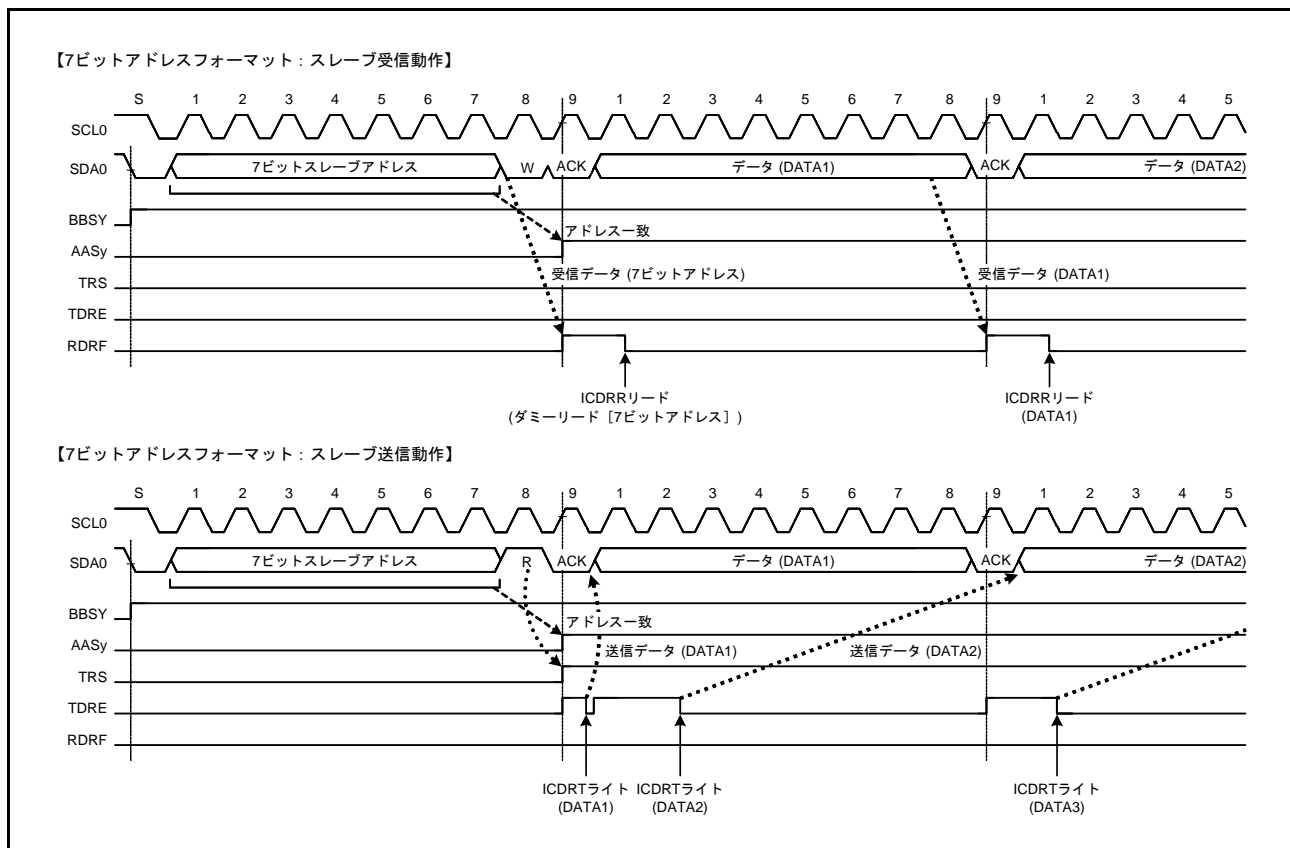 【7ビットアドレスフォーマット：スレーブ受信動作】
S 1 2 3 4 5 6 7 8 9 1 2 3 4 5 6 7 8 9 1 2 3 4 5
SCL0
SDA0 7ビットスレーブアドレス W ACK データ (DATA1) ACK データ (DATA2)
BBSY
アドレス一致
AASy
受信データ (7ビットアドレス) 受信データ (DATA1)
TRS
TDRE
RDRF
ICDRRリード ICDRRリード
(ダミーリード［7ビットアドレス］) (DATA1)
【7ビットアドレスフォーマット：スレーブ送信動作】
S 1 2 3 4 5 6 7 8 9 1 2 3 4 5 6 7 8 9 1 2 3 4 5
SCL0
SDA0 7ビットスレーブアドレス R ACK データ (DATA1) ACK データ (DATA2)
BBSY
アドレス一致
AASy
送信データ (DATA1) 送信データ (DATA2)
TRS
TDRE
RDRF
ICDRTライト ICDRTライト ICDRTライト
(DATA1) (DATA2) (DATA3)